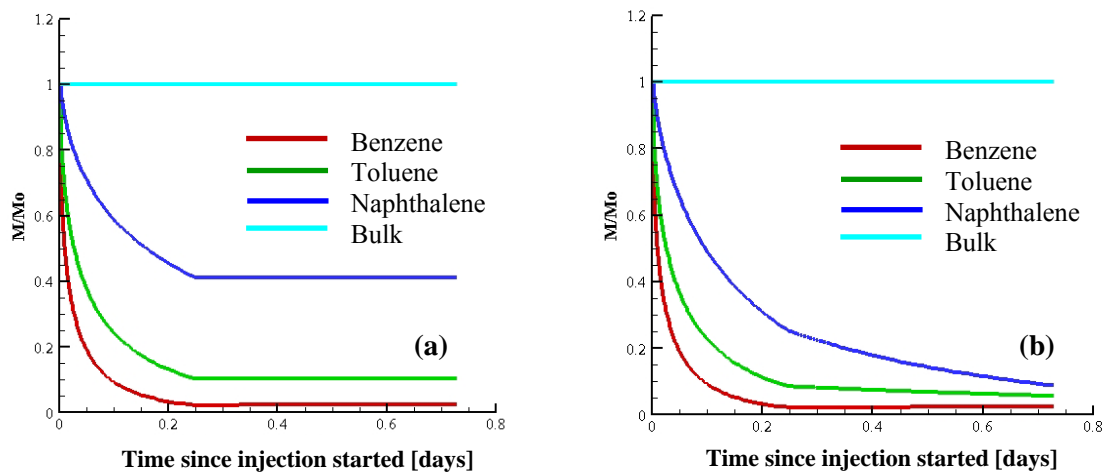 1.2
1
0.8
0.6
0.4
0.2
0
M/Mo
Benzene
Toluene
Naphthalene
Bulk
(a)
0
0.2
0.4
0.6
0.8
Time since injection started [days]
1.2
1
0.8
0.6
0.4
0.2
0
M/Mo
Benzene
Toluene
Naphthalene
Bulk
(b)
0
0.2
0.4
0.6
0.8
Time since injection started [days]